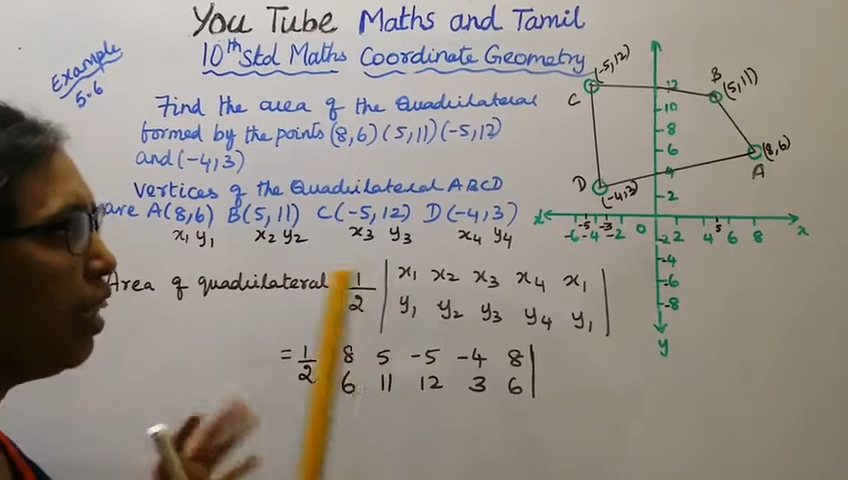 You Tube Maths and Tamil
10th Std Maths Coordinate Geometry
Example
5.6
Find the area of the Quadrilateral
formed by the points (8,6) (5,11) (-5,12)
and (-4,3)
Vertices of the Quadrilateral ABCD
are A(8,6) B(5,11) C(-5,12) D(-4,3)
x1 y1 x2 y2 x3 y3 x4 y4
Area of quadrilateral 1/2 | x1 x2 x3 x4 x1 |
y1 y2 y3 y4 y1
= 1/2 8 5 -5 -4 8 |
6 11 12 3 6
(-5,12)
C
B
(5,11)
(8,6)
A
D
(-4,3)
12
10
8
6
4
2
x -6 -5 -4 -3 -2 0 2 4 5 6 8 x
-2
-4
-6
-8
y